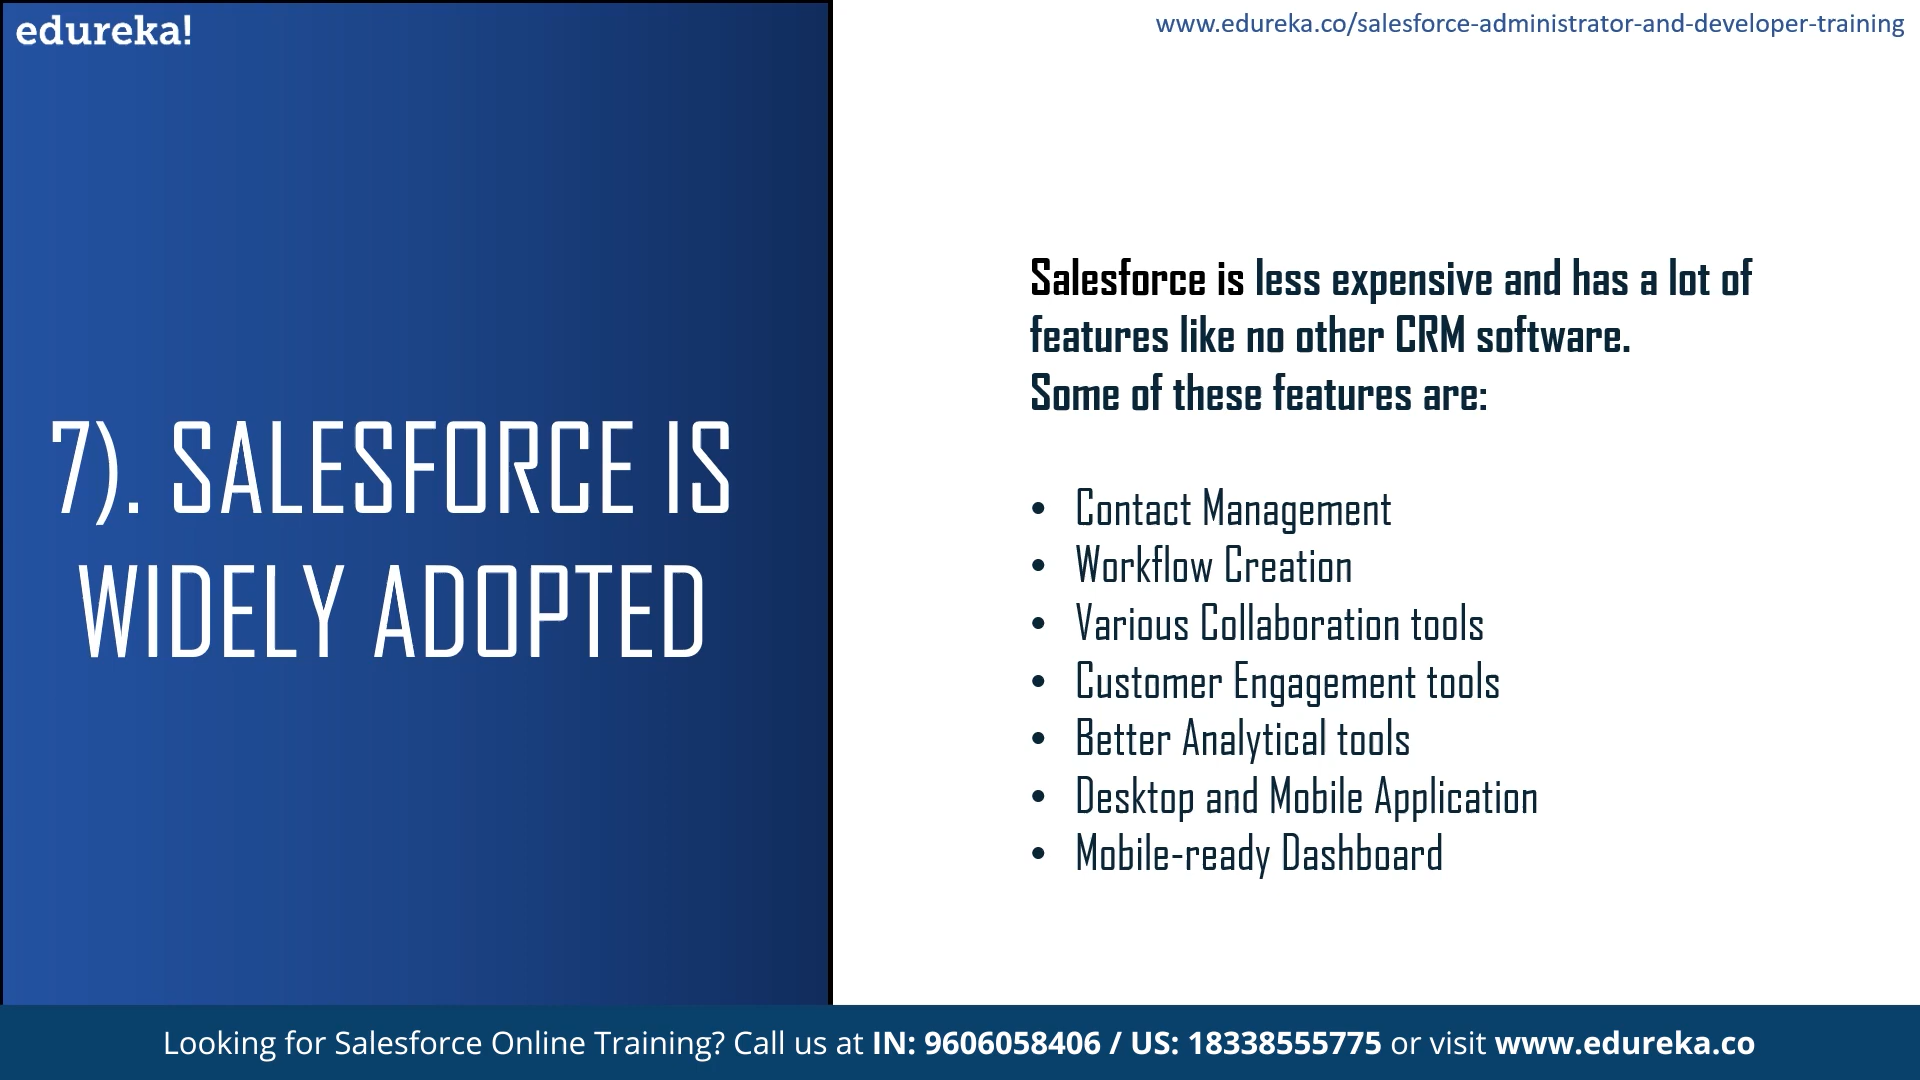 edureka!
www.edureka.co/salesforce-administrator-and-developer-training
7). SALESFORCE IS
WIDELY ADOPTED
Salesforce is less expensive and has a lot of
features like no other CRM software.
Some of these features are:
• Contact Management
• Workflow Creation
• Various Collaboration tools
• Customer Engagement tools
• Better Analytical tools
• Desktop and Mobile Application
• Mobile-ready Dashboard
Looking for Salesforce Online Training? Call us at IN: 9606058406 / US: 18338555775 or visit www.edureka.co